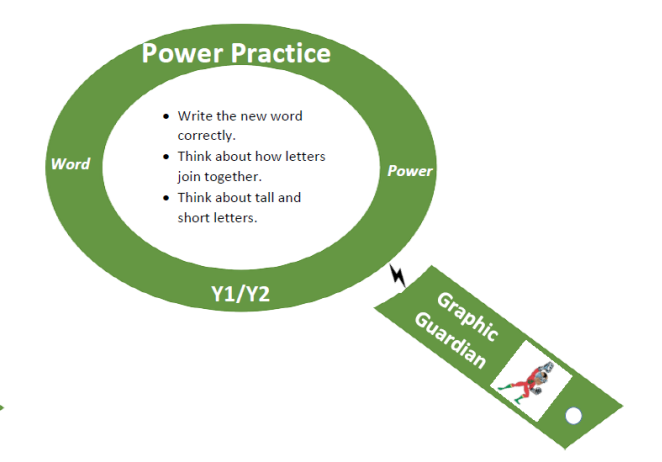 Power Practice
• Write the new word
correctly.
• Think about how letters
join together.
• Think about tall and
short letters.
Word
Power
Y1/Y2
Graphic
Guardian